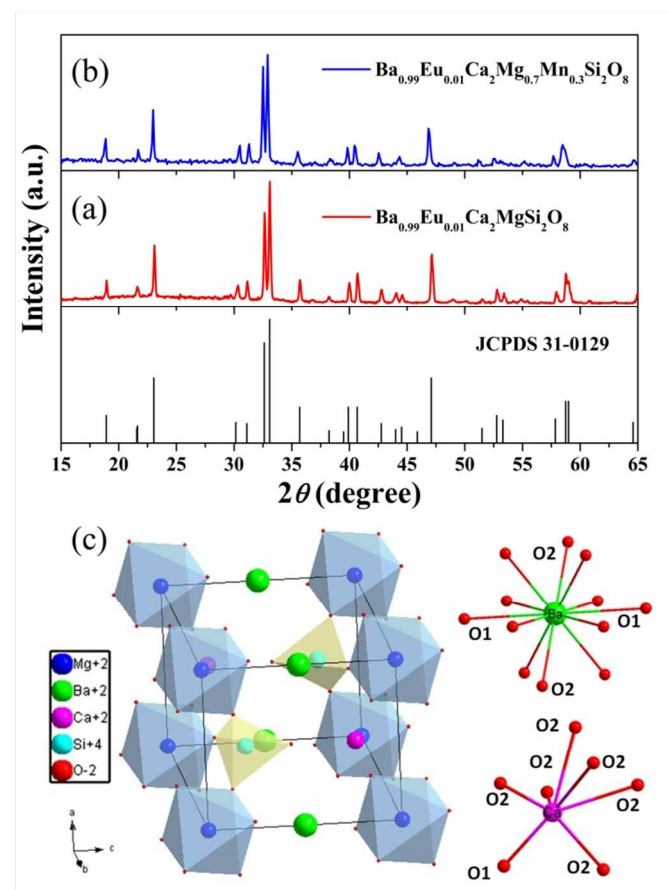 (b)
Ba₀.₉₉Eu₀.₀₁Ca₂Mg₀.₇Mn₀.₃Si₂O₈
(a)
Ba₀.₉₉Eu₀.₀₁Ca₂MgSi₂O₈
Intensity (a.u.)
JCPDS 31-0129
15 20 25 30 35 40 45 50 55 60 65
2θ (degree)
(c)
Mg+2
Ba+2
Ca+2
Si+4
O-2
a
b
c
O2
Ba
O1
O1
O2
O2
O2
O2
O2
O2
Ca
O1
O2